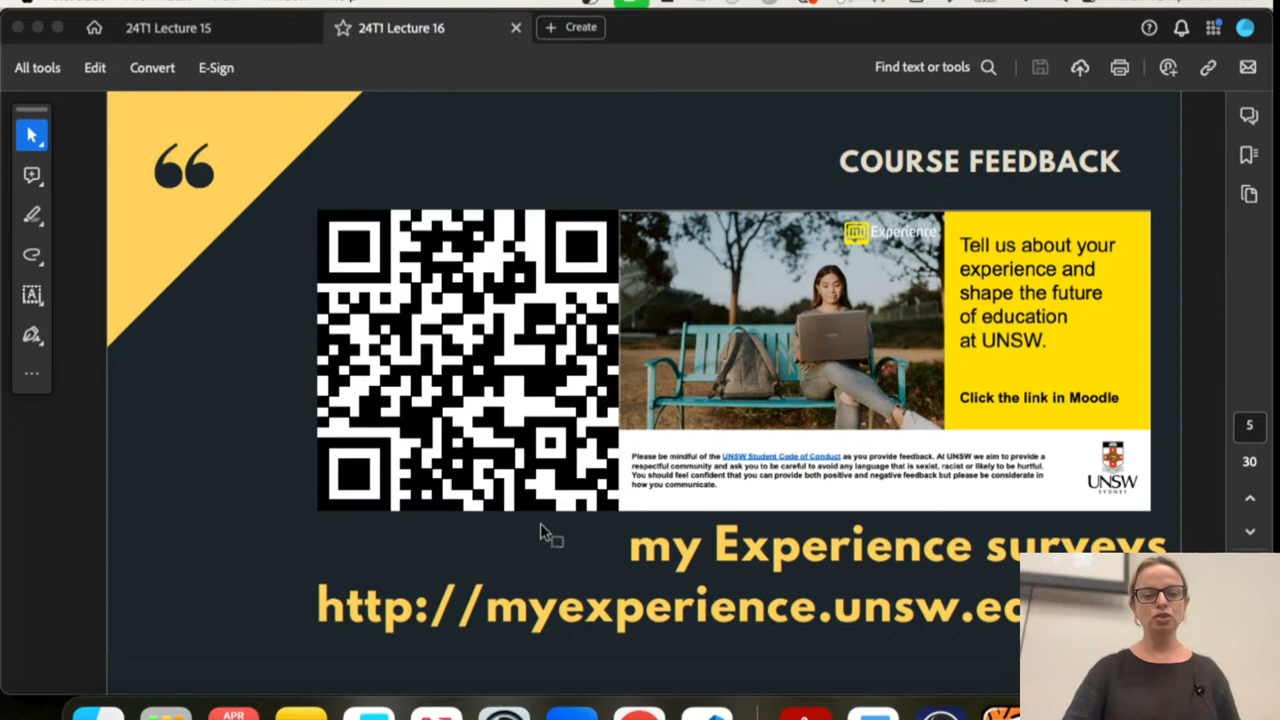 24T1 Lecture 15
24T1 Lecture 16
Create
All tools
Edit
Convert
E-Sign
Find text or tools
COURSE FEEDBACK
my Experience
Tell us about your
experience and
shape the future
of education
at UNSW.
Click the link in Moodle
Please be mindful of the UNSW Student Code of Conduct as you provide feedback. At UNSW we aim to provide a
respectful community and ask you to be careful to avoid any language that is sexist, racist or likely to be hurtful.
You should feel confident that you can provide both positive and negative feedback but please be considerate in
how you communicate.
UNSW
SYDNEY
my Experience surveys
http://myexperience.unsw.ed
5
30
APR